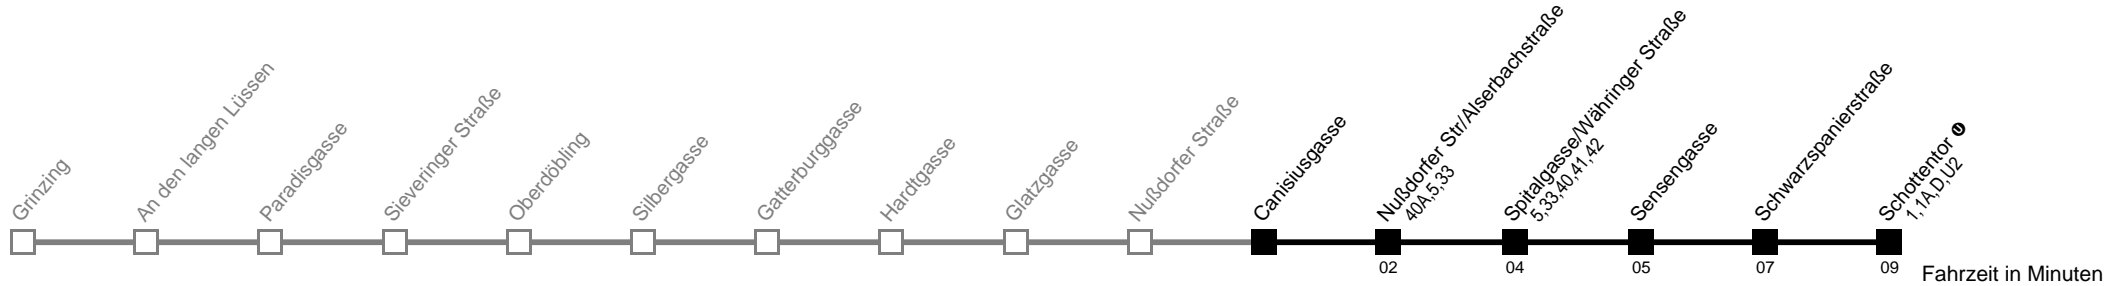 Grinzing
An den langen Lüssen
Paradisgasse
Sieveringer Straße
Oberdöbling
Silbergasse
Gatterburggasse
Hardtgasse
Glatzgasse
Nußdorfer Straße
Canisiusgasse
Nußdorfer Str/Alserbachstraße
40A,5,33
Spitalgasse/Währinger Straße
5,33,40,41,42
Sensengasse
Schwarzspanierstraße
Schottentor U
1,1A,D,U2
02
04
05
07
09
Fahrzeit in Minuten